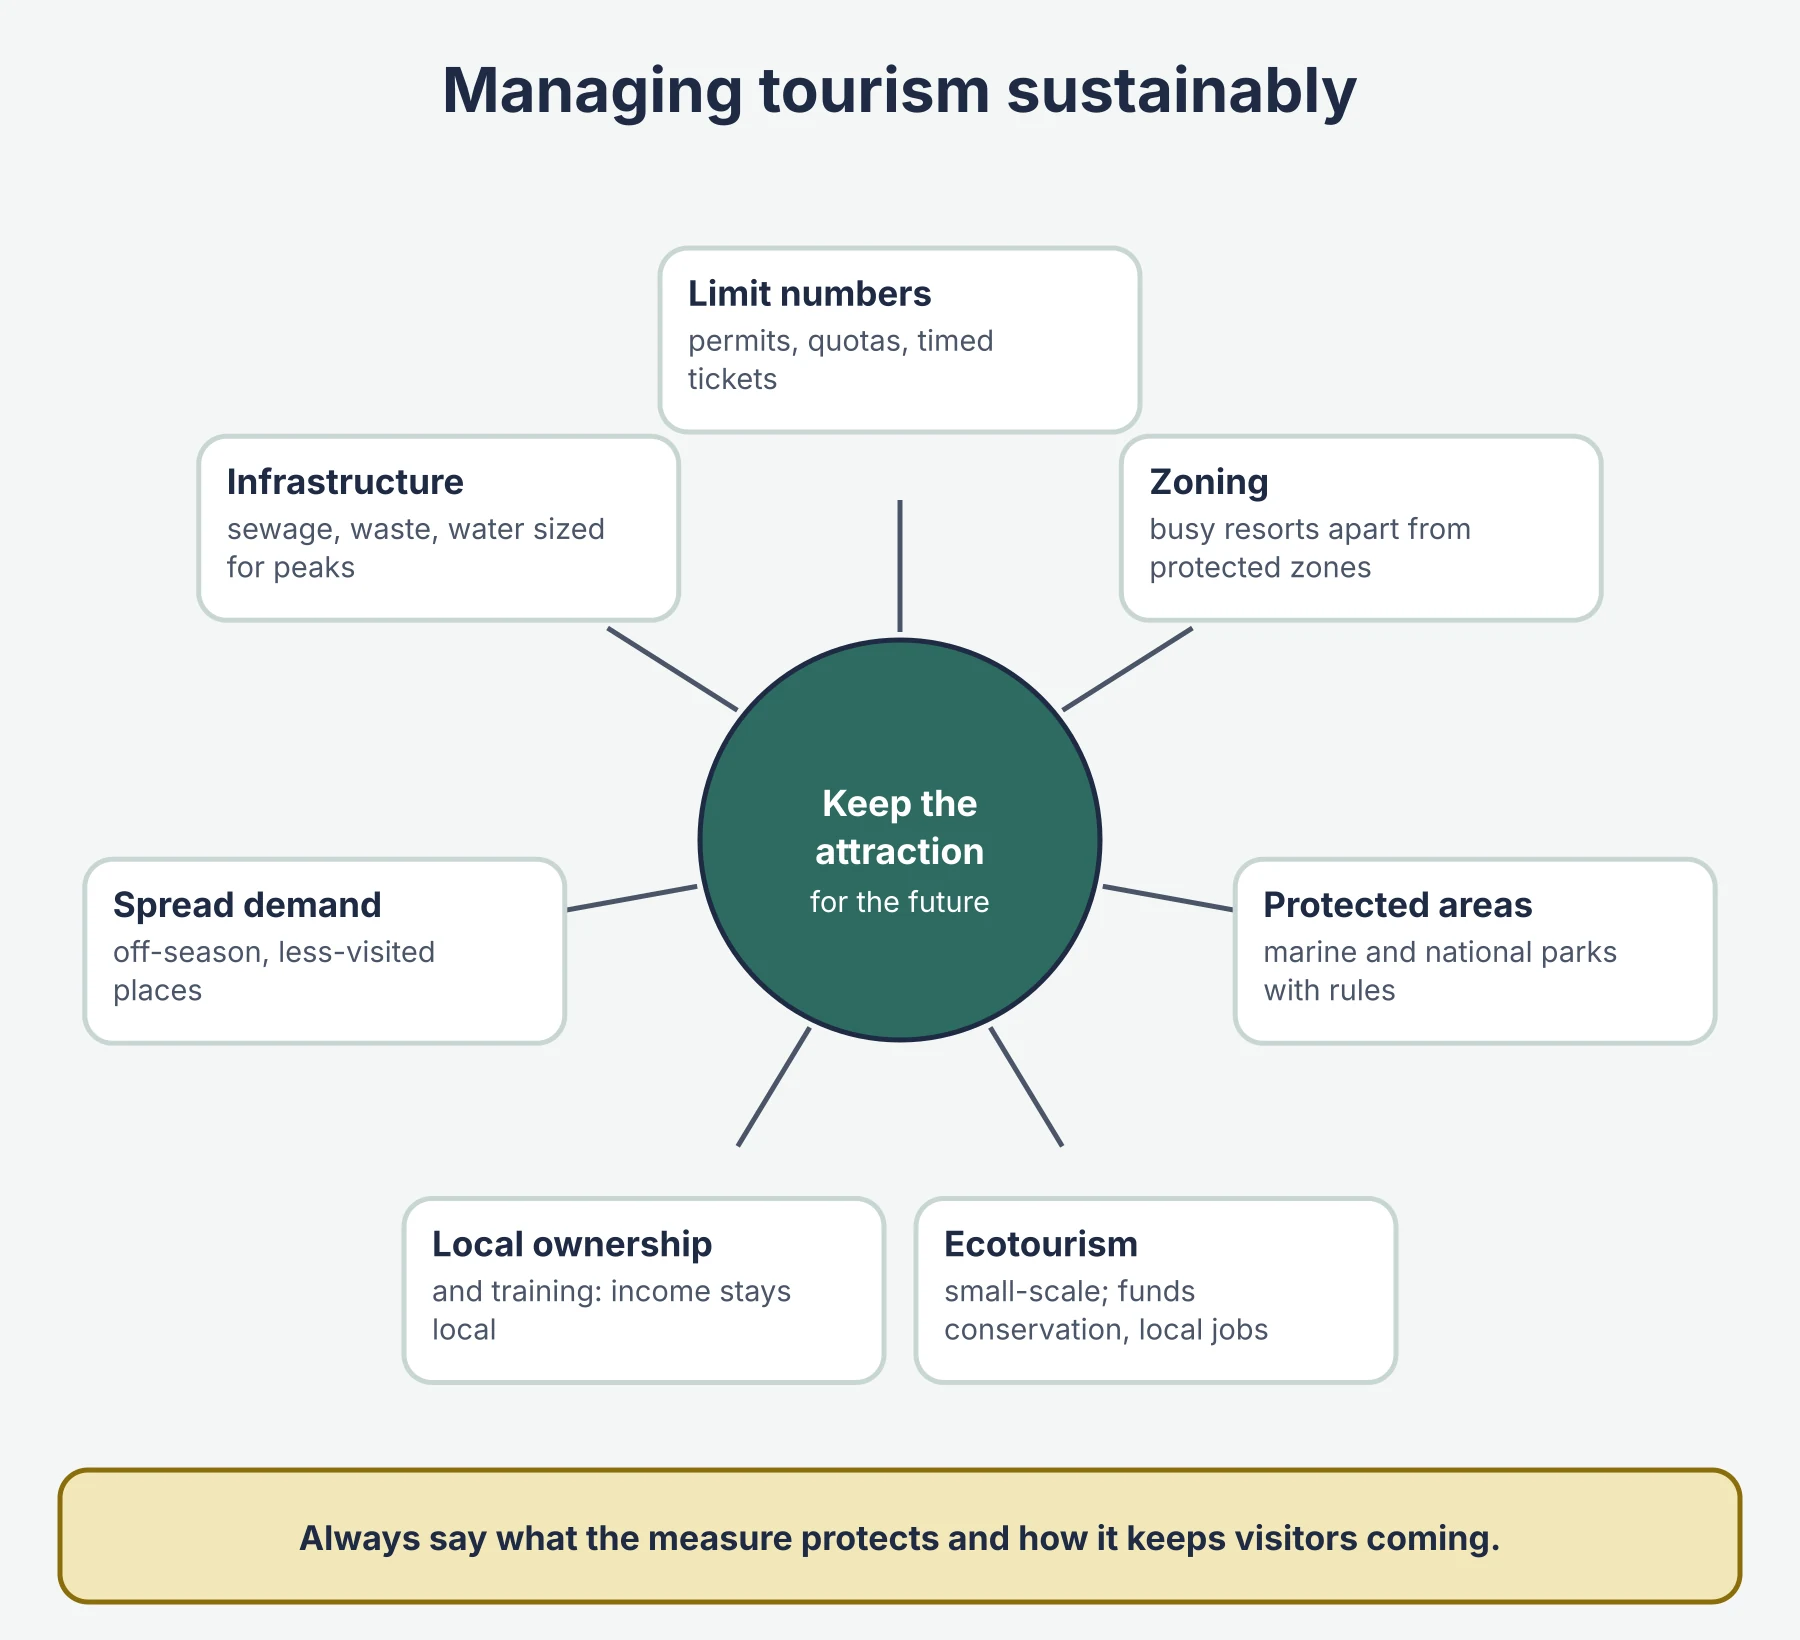 Managing tourism sustainably
Limit numbers
permits, quotas, timed
tickets
Infrastructure
sewage, waste, water sized
for peaks
Zoning
busy resorts apart from
protected zones
Keep the
attraction
for the future
Spread demand
off-season, less-visited
places
Protected areas
marine and national parks
with rules
Local ownership
and training: income stays
local
Ecotourism
small-scale; funds
conservation, local jobs
Always say what the measure protects and how it keeps visitors coming.